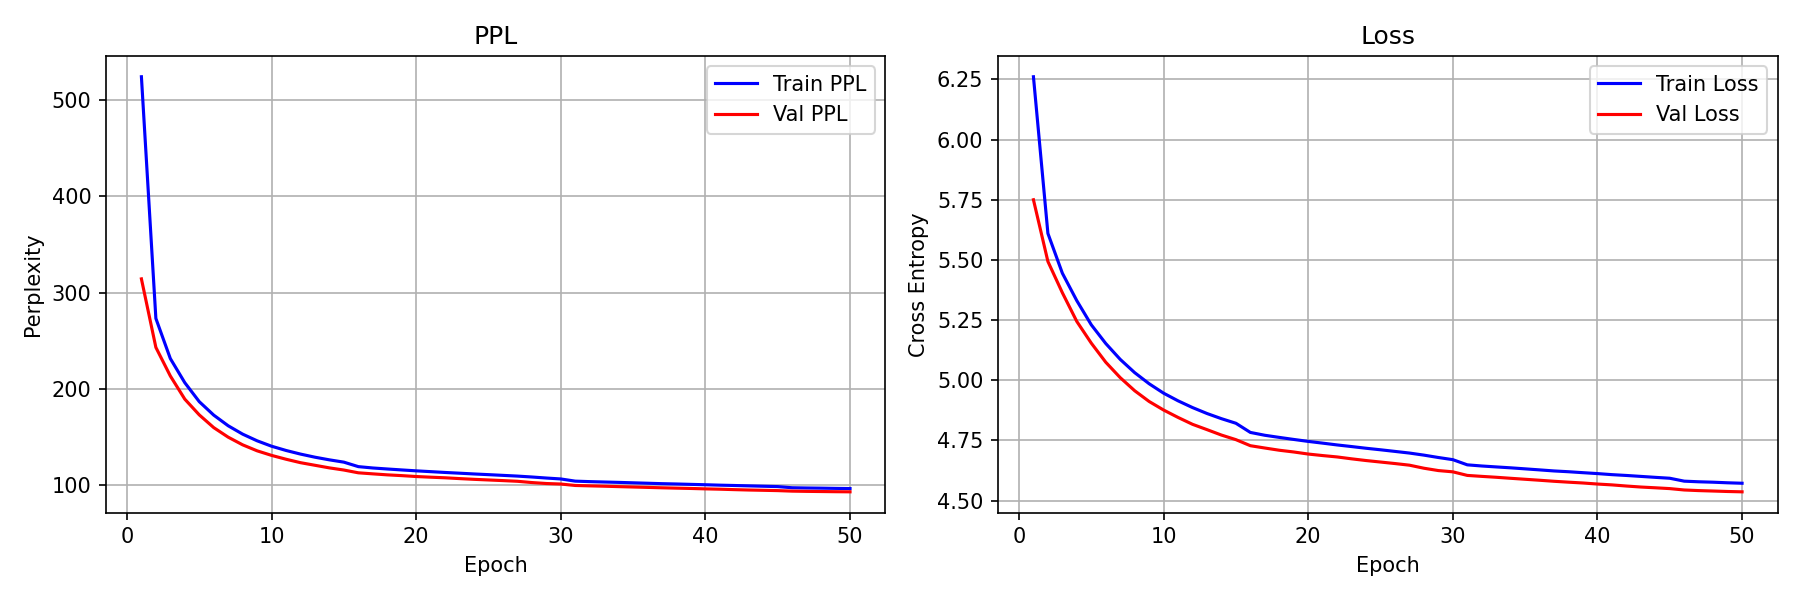 PPL
500
400
300
200
100
Perplexity
0 10 20 30 40 50
Epoch
Train PPL
Val PPL
Loss
6.25
6.00
5.75
5.50
5.25
5.00
4.75
4.50
Cross Entropy
0 10 20 30 40 50
Epoch
Train Loss
Val Loss